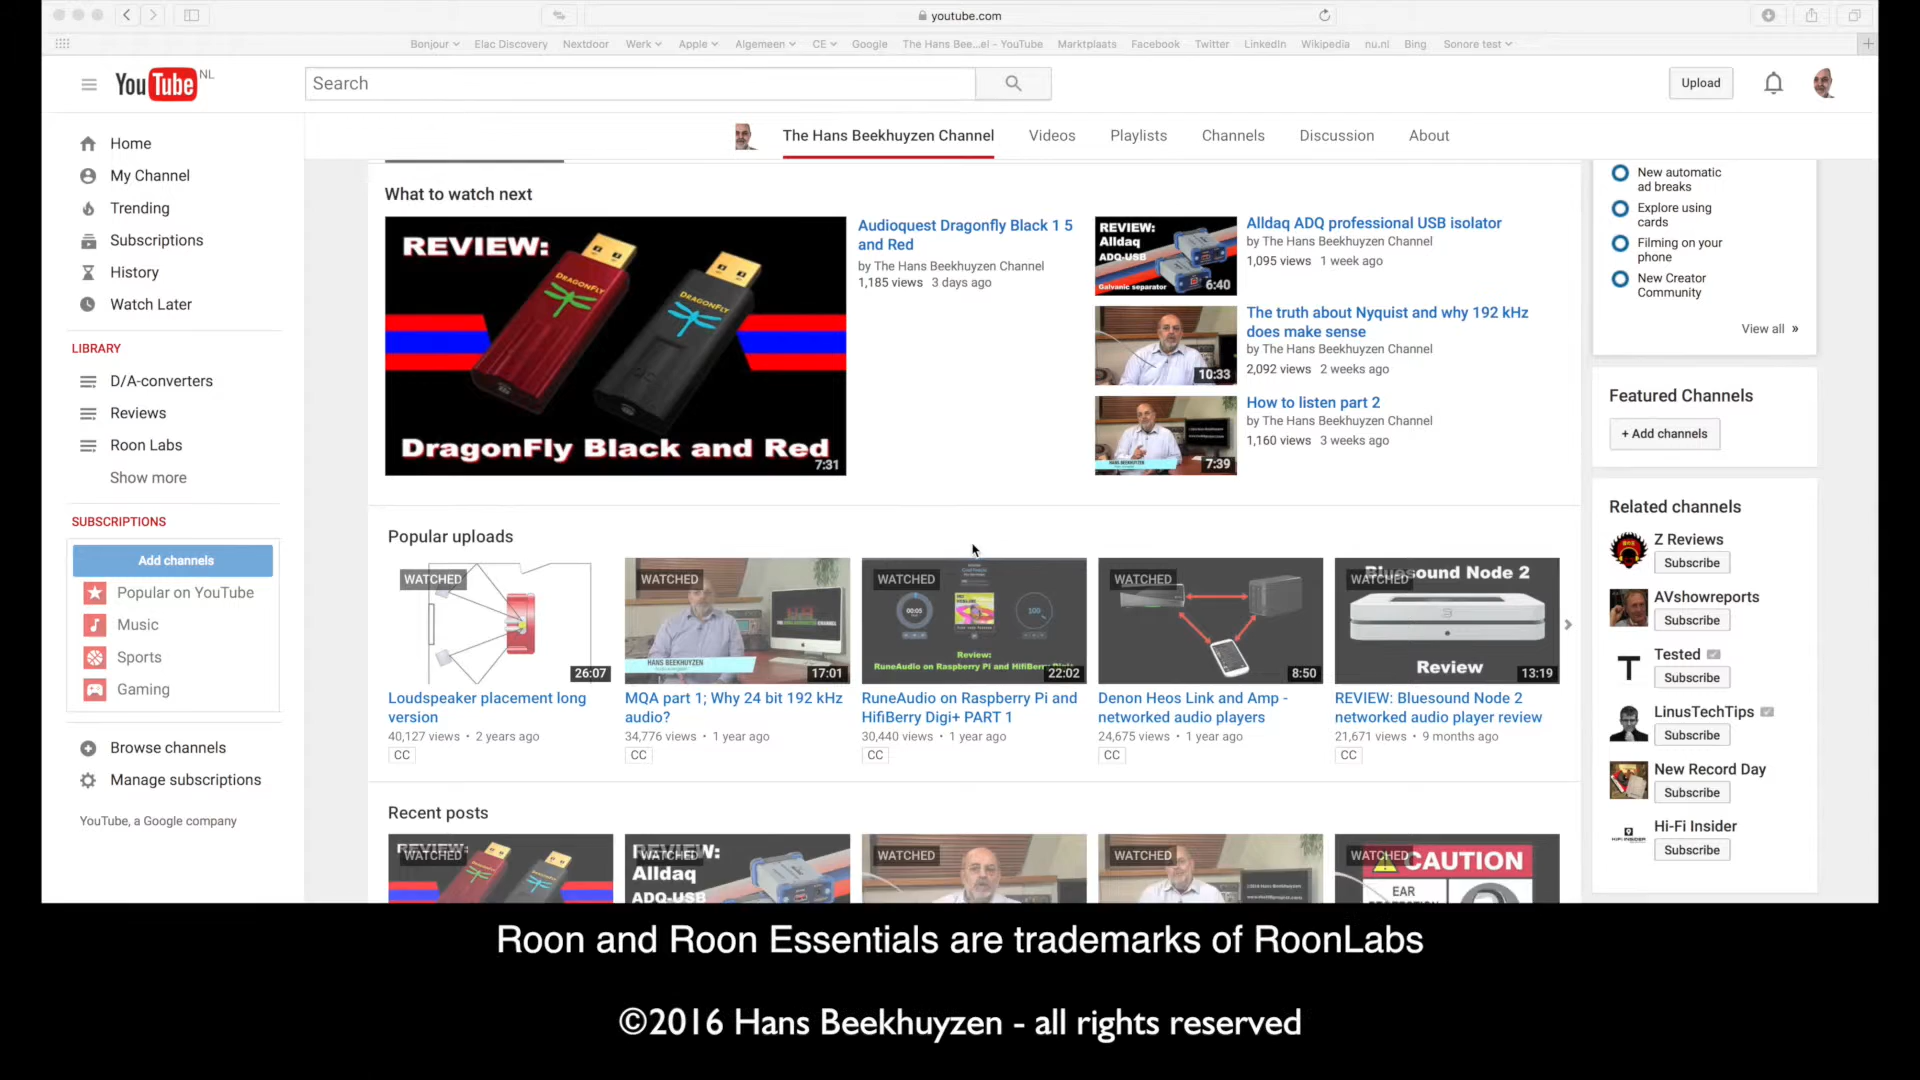 youtube.com
Bonjour Elac Discovery Nextdoor Werk Apple Algemeen CE Google The Hans Bee...el - YouTube Marktplaats Facebook Twitter LinkedIn Wikipedia nu.nl Bing Sonore test
YouTube NL
Search
Upload
Home
My Channel
Trending
Subscriptions
History
Watch Later
LIBRARY
D/A-converters
Reviews
Roon Labs
Show more
SUBSCRIPTIONS
Add channels
Popular on YouTube
Music
Sports
Gaming
Browse channels
Manage subscriptions
YouTube, a Google company
The Hans Beekhuyzen Channel Videos Playlists Channels Discussion About
What to watch next
REVIEW:
DRAGONFLY
DRAGONFLY
DragonFly Black and Red
7:31
Audioquest Dragonfly Black 1 5
and Red
by The Hans Beekhuyzen Channel
1,185 views 3 days ago
REVIEW:
Alldaq
ADQ-USB
Galvanic separator
6:40
Alldaq ADQ professional USB isolator
by The Hans Beekhuyzen Channel
1,095 views 1 week ago
10:33
The truth about Nyquist and why 192 kHz
does make sense
by The Hans Beekhuyzen Channel
2,092 views 2 weeks ago
HANS BEEKHUYZEN
7:39
How to listen part 2
by The Hans Beekhuyzen Channel
1,160 views 3 weeks ago
Popular uploads
WATCHED
26:07
Loudspeaker placement long
version
40,127 views • 2 years ago
CC
WATCHED
HANS BEEKHUYZEN
17:01
MQA part 1; Why 24 bit 192 kHz
audio?
34,776 views • 1 year ago
CC
WATCHED
00:05
100
Review:
RuneAudio on Raspberry Pi and HifiBerry Digi+
22:02
RuneAudio on Raspberry Pi and
HifiBerry Digi+ PART 1
30,440 views • 1 year ago
CC
WATCHED
8:50
Denon Heos Link and Amp -
networked audio players
24,675 views • 1 year ago
CC
Bluesound Node 2
WATCHED
Review
13:19
REVIEW: Bluesound Node 2
networked audio player review
21,671 views • 9 months ago
CC
Recent posts
REVIEW:
WATCHED
REVIEW:
WATCHED
Alldaq
ADQ-USB
WATCHED
WATCHED
WATCHED
CAUTION
EAR
New automatic
ad breaks
Explore using
cards
Filming on your
phone
New Creator
Community
View all »
Featured Channels
+ Add channels
Related channels
Z Reviews
Subscribe
AVshowreports
Subscribe
T
Tested
Subscribe
LinusTechTips
Subscribe
New Record Day
Subscribe
Hi-Fi Insider
Subscribe
Roon and Roon Essentials are trademarks of RoonLabs
©2016 Hans Beekhuyzen - all rights reserved